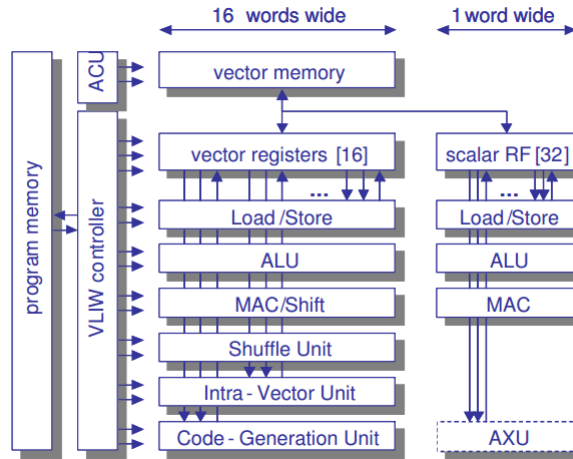 16 words wide
1 word wide
program memory
ACU
VLIW controller
vector memory
vector registers [16]
scalar RF [32]
...
...
Load/Store
Load/Store
ALU
ALU
MAC/Shift
MAC
Shuffle Unit
Intra-Vector Unit
Code-Generation Unit
AXU